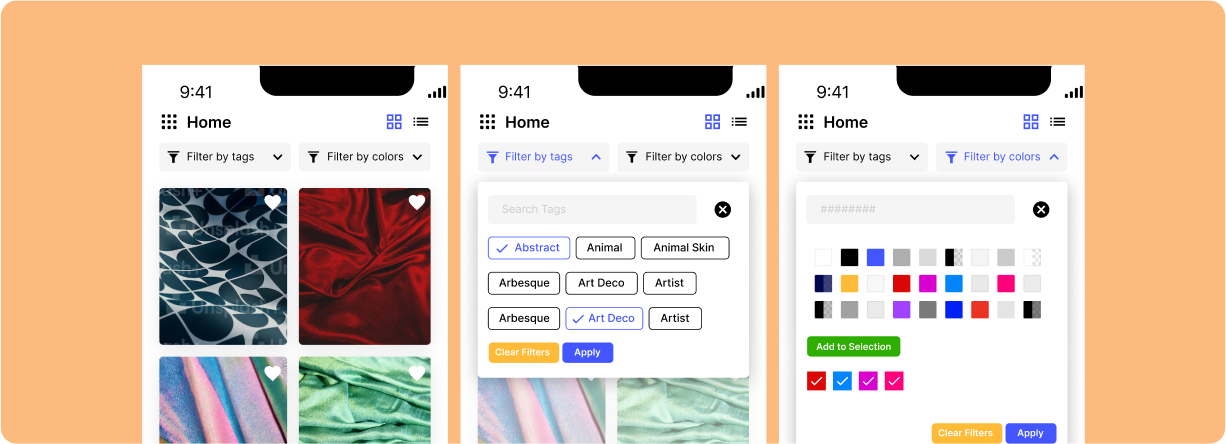 9:41
Home
Filter by tags
Filter by colors
Unsplash
9:41
Home
Filter by tags
Filter by colors
Search Tags
Abstract
Animal
Animal Skin
Arbesque
Art Deco
Artist
Arbesque
Art Deco
Artist
Clear Filters
Apply
9:41
Home
Filter by tags
Filter by colors
########
Add to Selection
Clear Filters
Apply